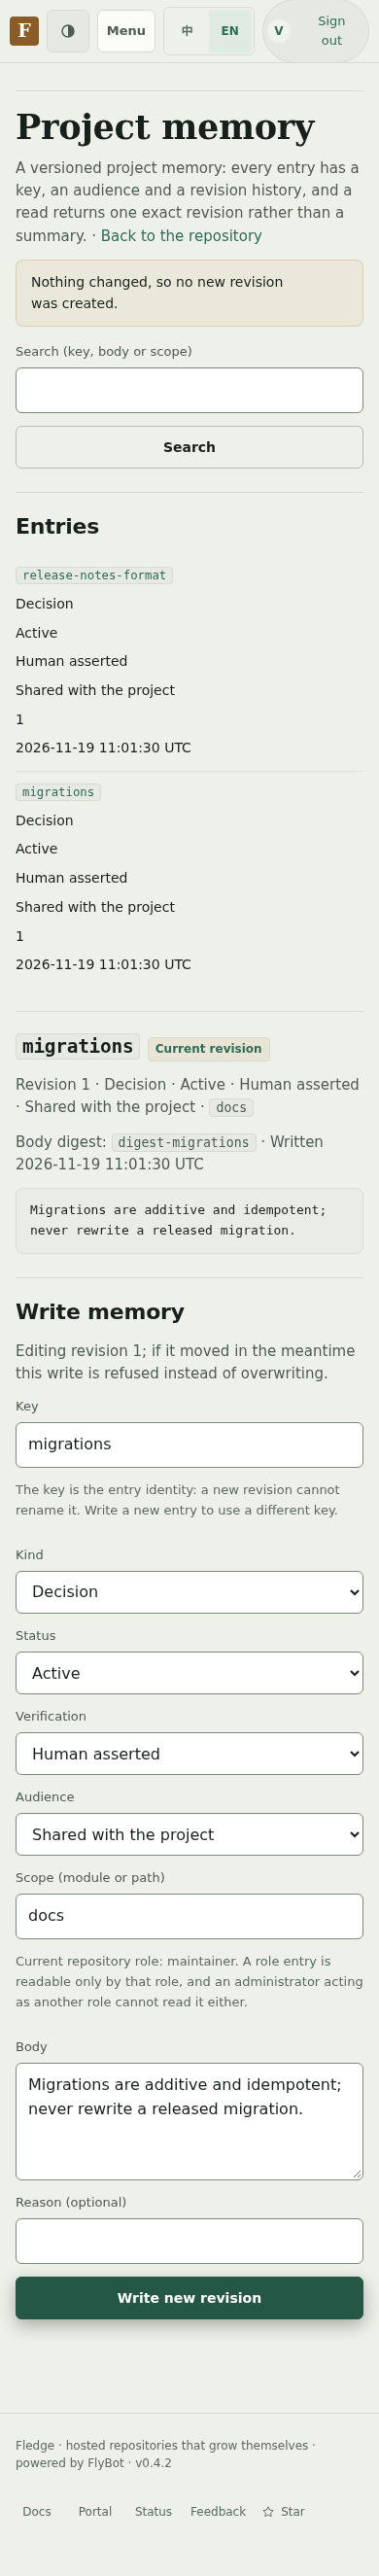 F Menu 中 EN V Sign out
Project memory
A versioned project memory: every entry has a
key, an audience and a revision history, and a
read returns one exact revision rather than a
summary. · Back to the repository
Nothing changed, so no new revision
was created.
Search (key, body or scope)
Search
Entries
release-notes-format
Decision
Active
Human asserted
Shared with the project
1
2026-11-19 11:01:30 UTC
migrations
Decision
Active
Human asserted
Shared with the project
1
2026-11-19 11:01:30 UTC
migrations Current revision
Revision 1 · Decision · Active · Human asserted
· Shared with the project · docs
Body digest: digest-migrations · Written
2026-11-19 11:01:30 UTC
Migrations are additive and idempotent;
never rewrite a released migration.
Write memory
Editing revision 1; if it moved in the meantime
this write is refused instead of overwriting.
Key
migrations
The key is the entry identity: a new revision cannot
rename it. Write a new entry to use a different key.
Kind
Decision
Status
Active
Verification
Human asserted
Audience
Shared with the project
Scope (module or path)
docs
Current repository role: maintainer. A role entry is
readable only by that role, and an administrator acting
as another role cannot read it either.
Body
Migrations are additive and idempotent;
never rewrite a released migration.
Reason (optional)
Write new revision
Fledge · hosted repositories that grow themselves ·
powered by FlyBot · v0.4.2
Docs Portal Status Feedback Star